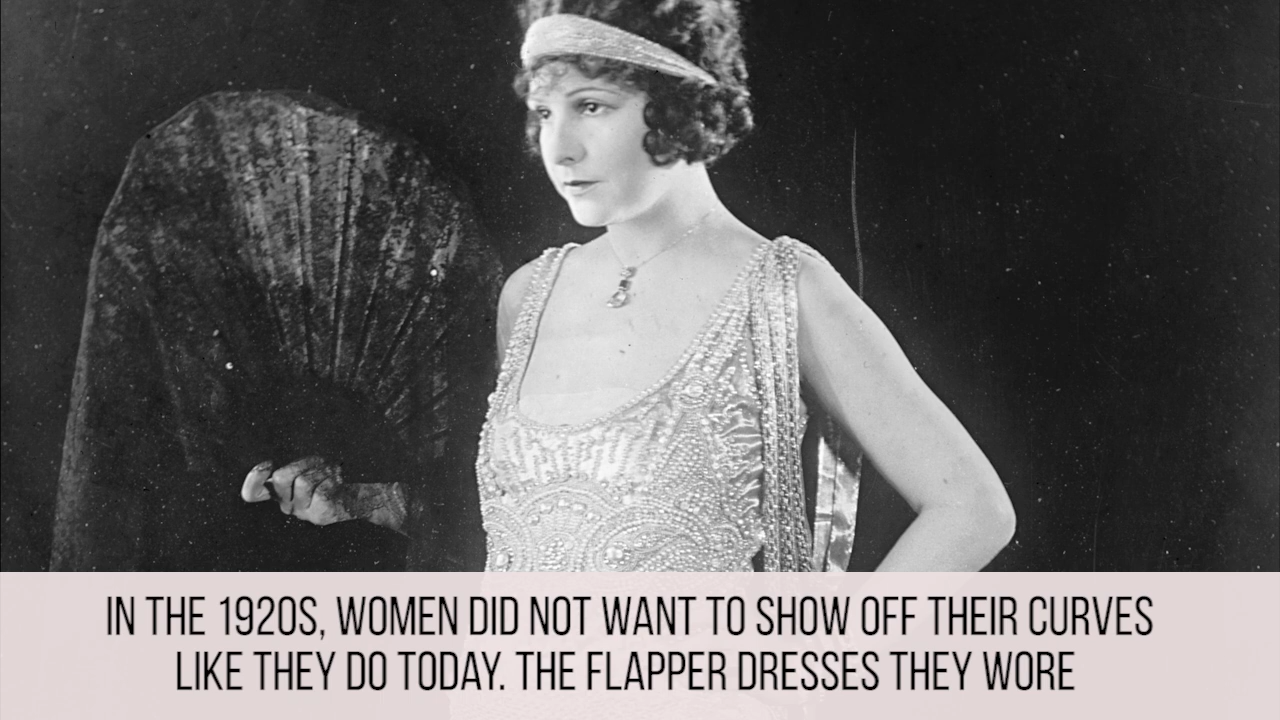 IN THE 1920S, WOMEN DID NOT WANT TO SHOW OFF THEIR CURVES
LIKE THEY DO TODAY. THE FLAPPER DRESSES THEY WORE